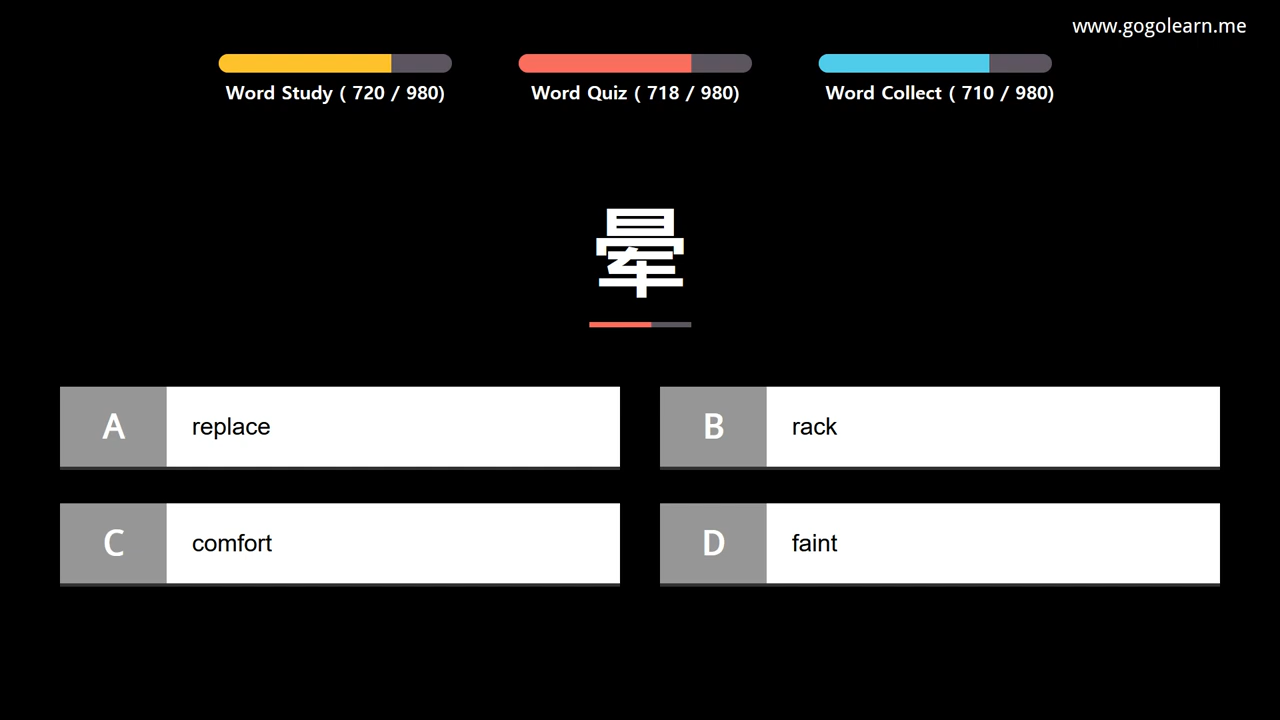 www.gogolearn.me
Word Study ( 720 / 980)
Word Quiz ( 718 / 980)
Word Collect ( 710 / 980)
晕
A replace
B rack
C comfort
D faint